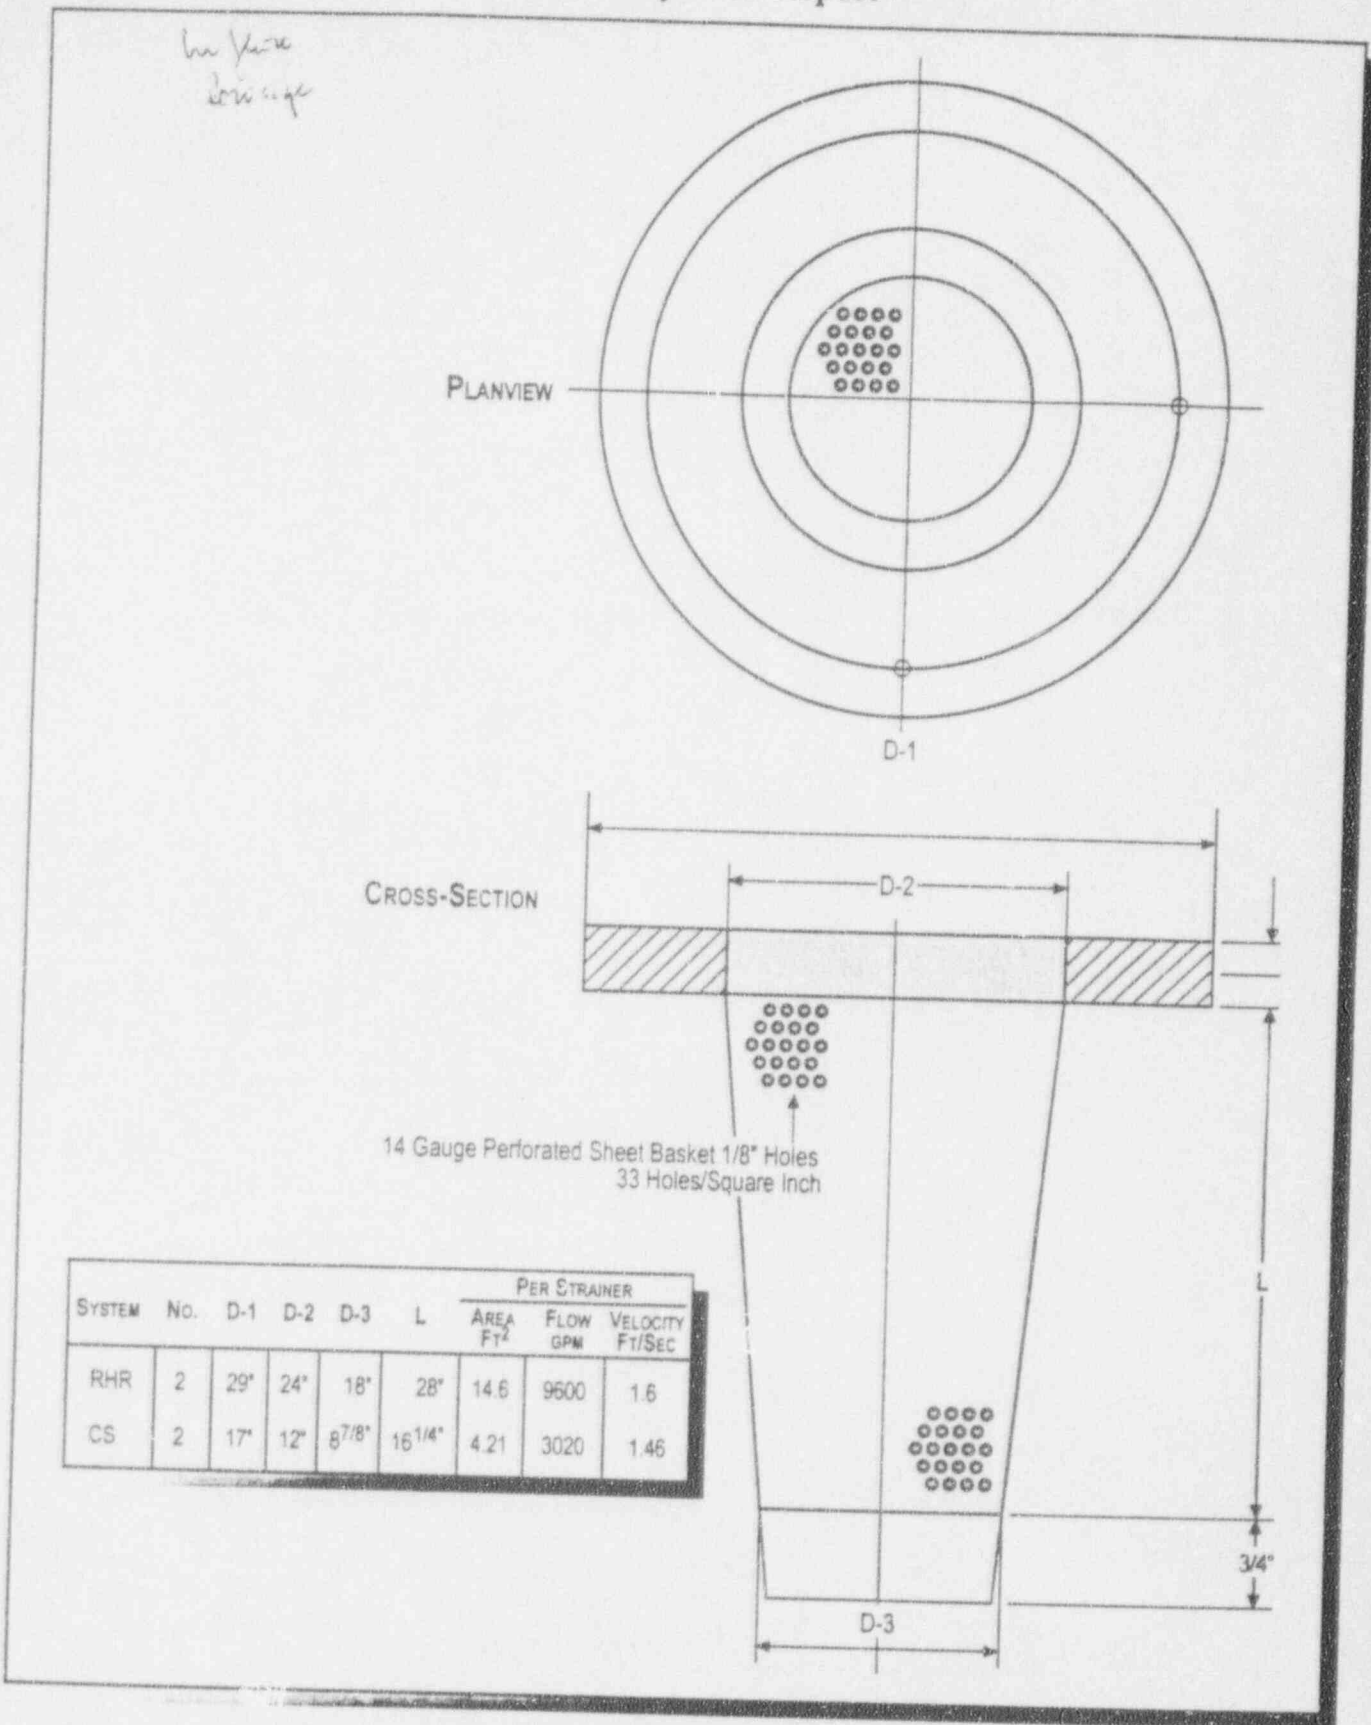 PLANVIEW
D-1
CROSS-SECTION
D-2
14 Gauge Perforated Sheet Basket 1/8" Holes
33 Holes/Square Inch
L
PER STRAINER
SYSTEM NO. D-1 D-2 D-3 L AREA FT² FLOW GPM VELOCITY FT/SEC
RHR 2 29" 24" 18" 28" 14.6 9600 1.6
CS 2 17" 12" 8 7/8" 16 1/4" 4.21 3020 1.46
3/4"
D-3